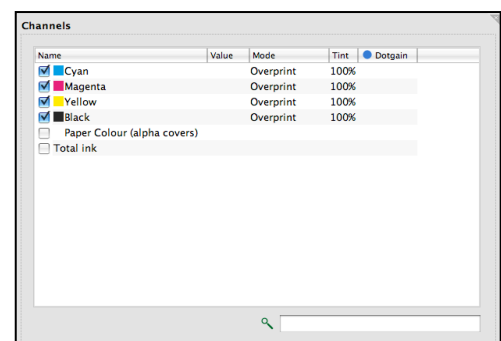 Channels
Name Value Mode Tint Dotgain
Cyan Overprint 100%
Magenta Overprint 100%
Yellow Overprint 100%
Black Overprint 100%
Paper Colour (alpha covers)
Total ink